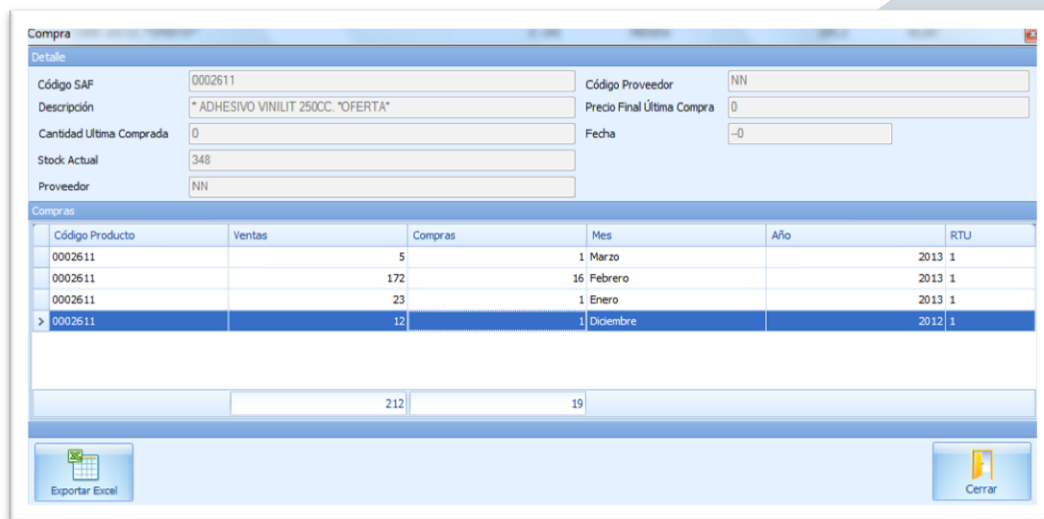 Compra
Detalle
Código SAF 0002611 Código Proveedor NN
Descripción * ADHESIVO VINILIT 250CC. "OFERTA* Precio Final Última Compra 0
Cantidad Ultima Comprada 0 Fecha --0
Stock Actual 348
Proveedor NN
Compras
Código Producto Ventas Compras Mes Año RTU
0002611 5 1 Marzo 2013 1
0002611 172 16 Febrero 2013 1
0002611 23 1 Enero 2013 1
> 0002611 12 1 Diciembre 2012 1
212 19
Exportar Excel Cerrar